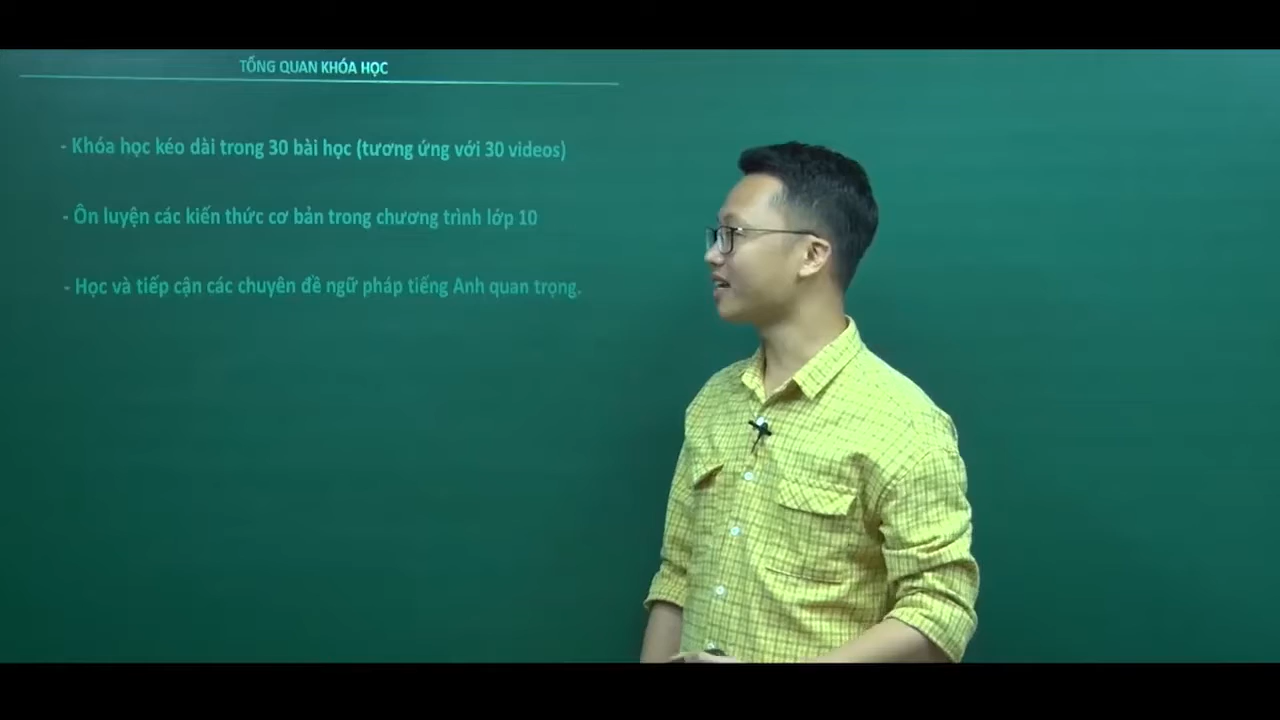 TỔNG QUAN KHÓA HỌC
- Khóa học kéo dài trong 30 bài học (tương ứng với 30 videos)
- Ôn luyện các kiến thức cơ bản trong chương trình lớp 10
- Học và tiếp cận các chuyên đề ngữ pháp tiếng Anh quan trọng.